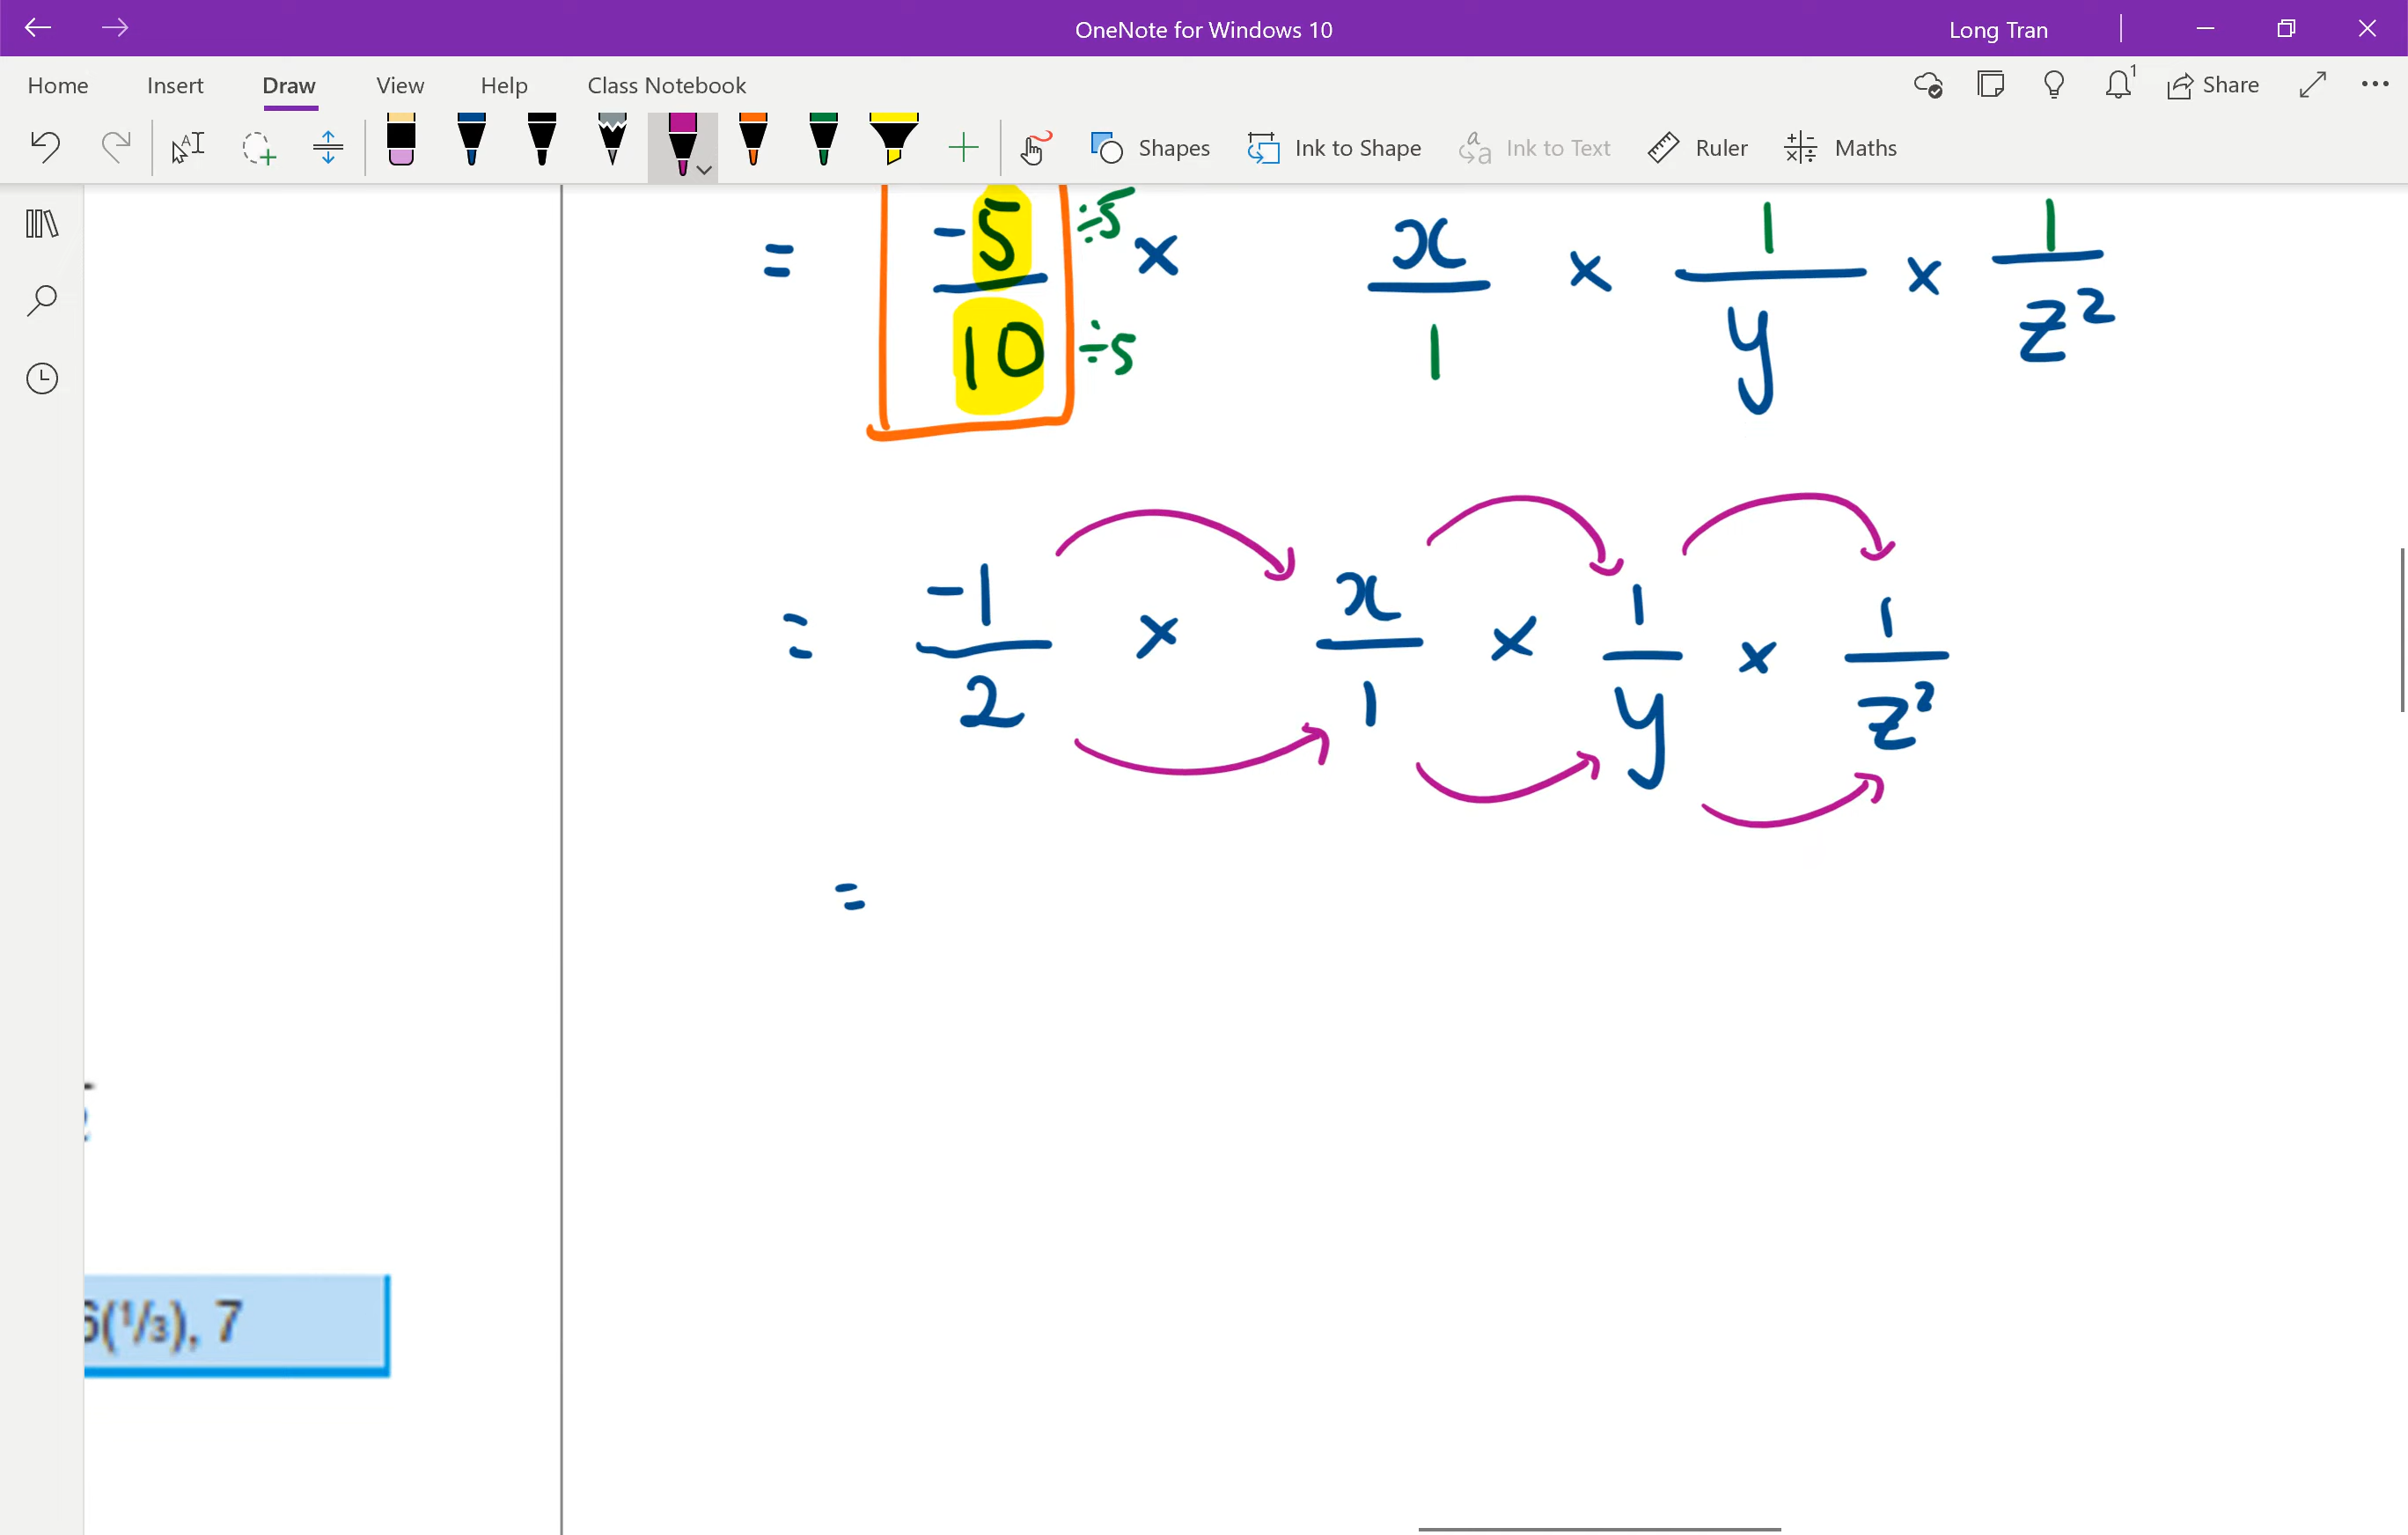 OneNote for Windows 10
Long Tran
Home Insert Draw View Help Class Notebook
1
Share
Shapes Ink to Shape Ink to Text Ruler Maths
= -5/10 ÷5 ÷5 × x/1 × 1/y × 1/z²
= -1/2 × x/1 × 1/y × 1/z²
=
6(1/3), 7